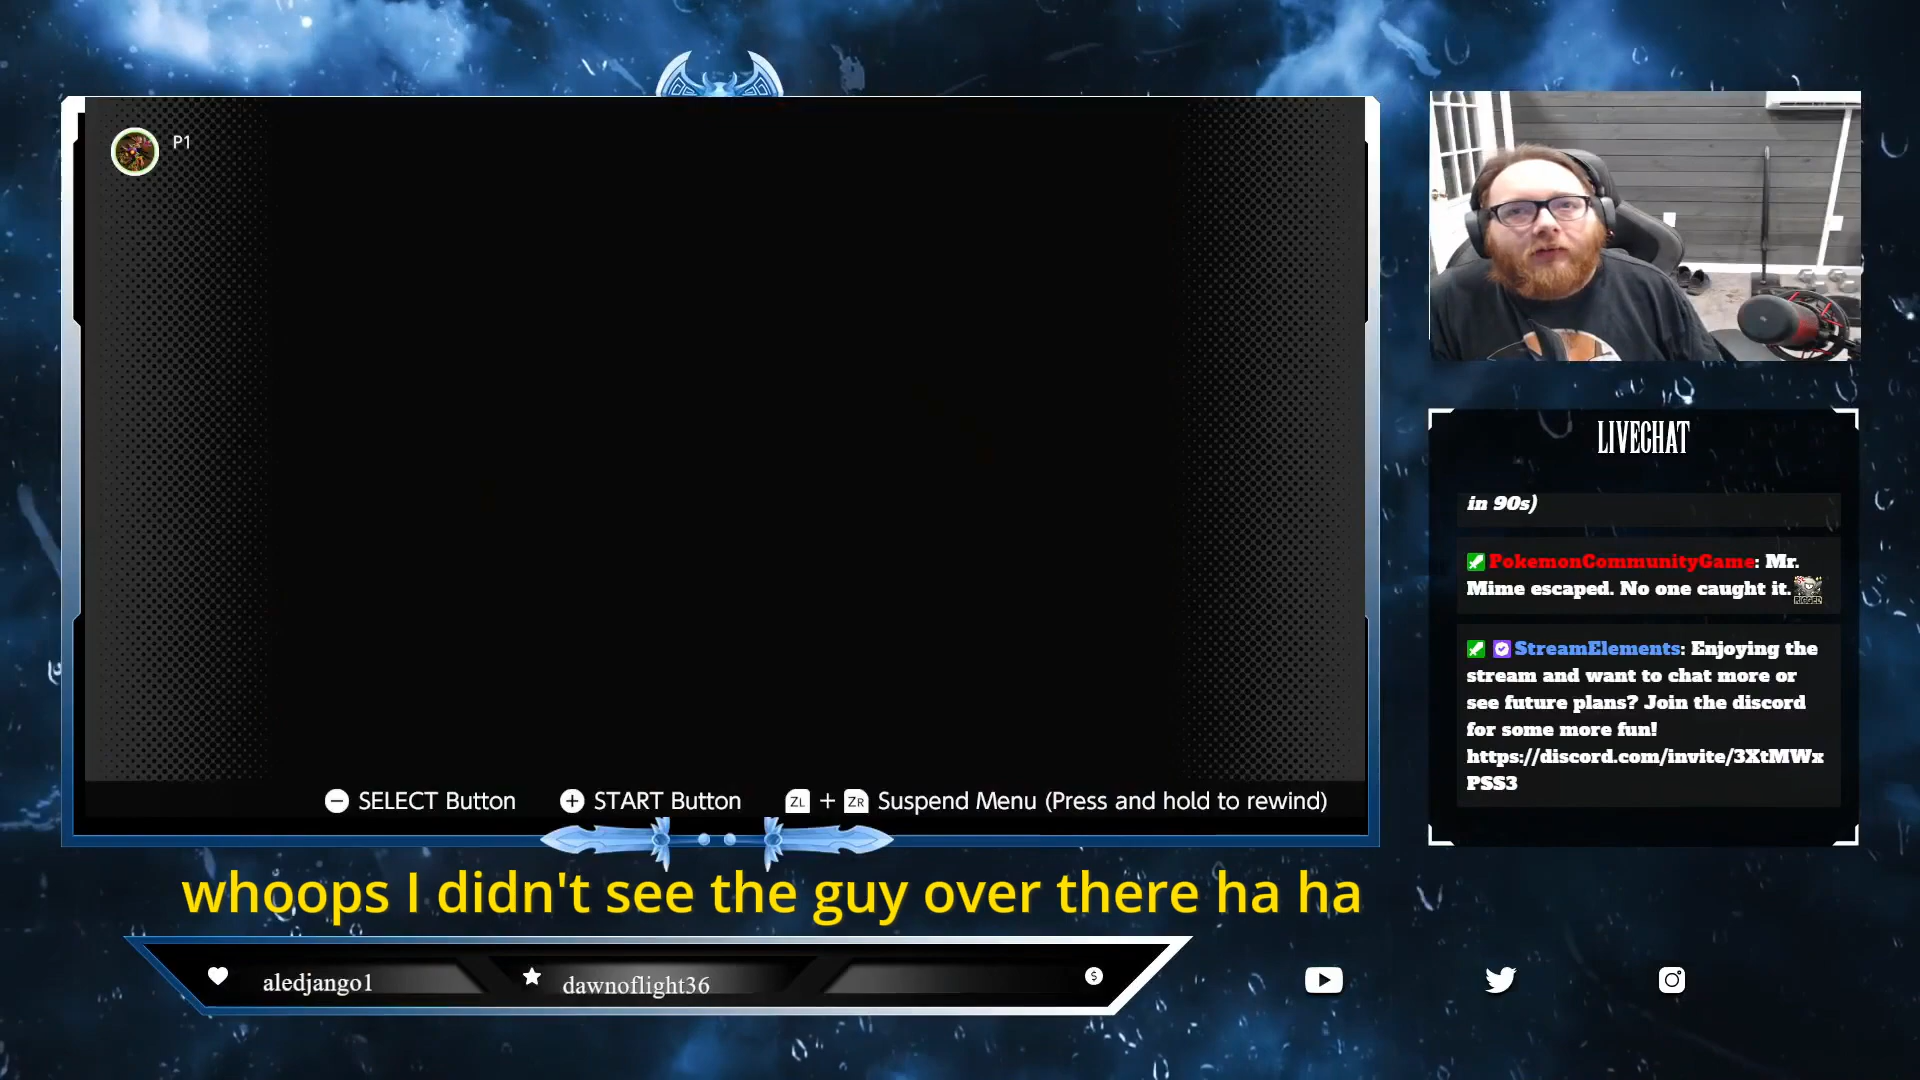 P1
SELECT Button
START Button
ZL + ZR Suspend Menu (Press and hold to rewind)
whoops I didn't see the guy over there ha ha
aledjango1
dawnoflight36
LIVECHAT
in 90s)
PokemonCommunityGame: Mr.
Mime escaped. No one caught it.
StreamElements: Enjoying the
stream and want to chat more or
see future plans? Join the discord
for some more fun!
https://discord.com/invite/3XtMWx
PSS3